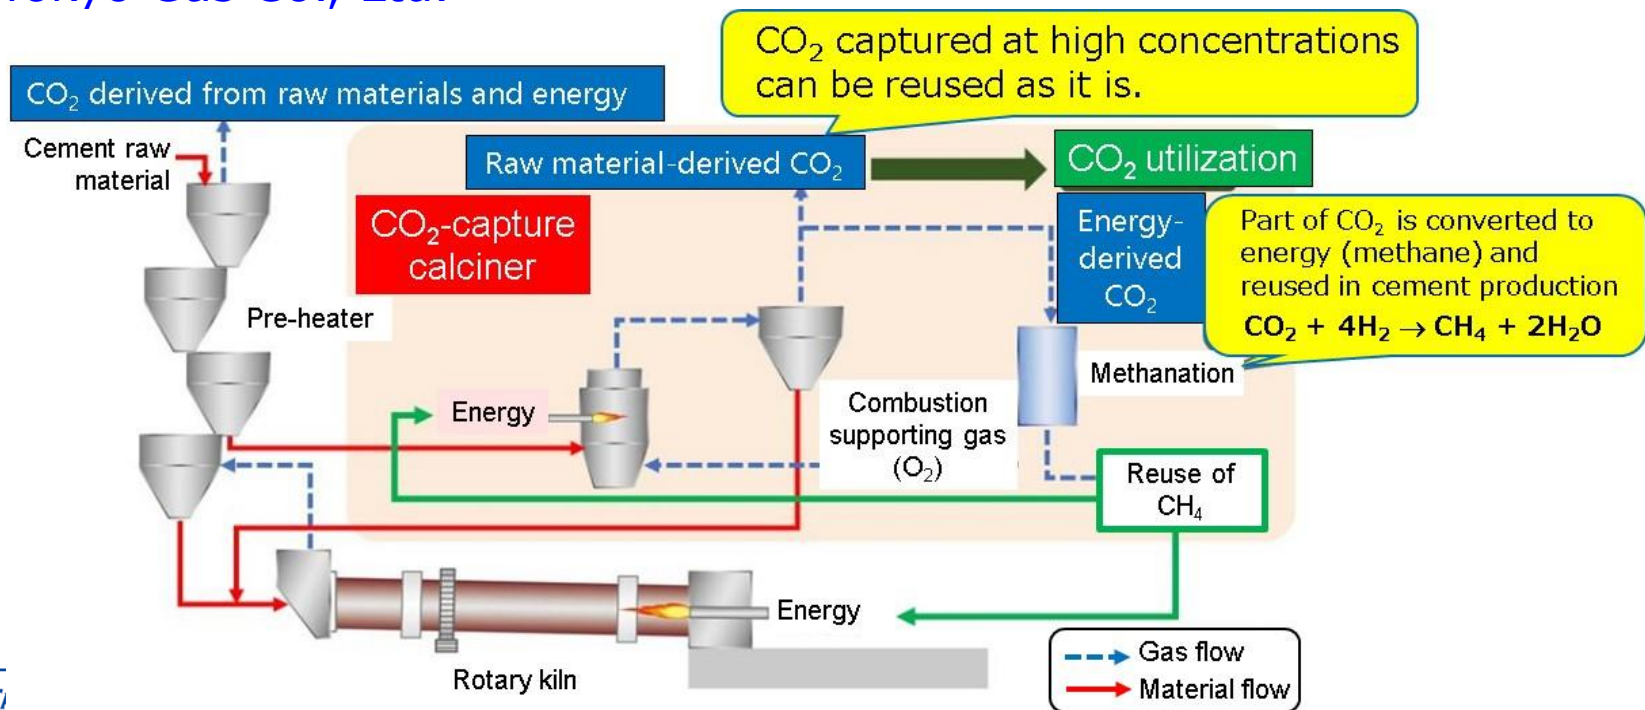 CO₂ captured at high concentrations
can be reused as it is.
CO₂ derived from raw materials and energy
Cement raw
material
Raw material-derived CO₂
CO₂ utilization
CO₂-capture
calciner
Energy-
derived
CO₂
Part of CO₂ is converted to
energy (methane) and
reused in cement production
CO₂ + 4H₂ → CH₄ + 2H₂O
Pre-heater
Methanation
Energy
Combustion
supporting gas
(O₂)
Reuse of
CH₄
Energy
Rotary kiln
Gas flow
Material flow